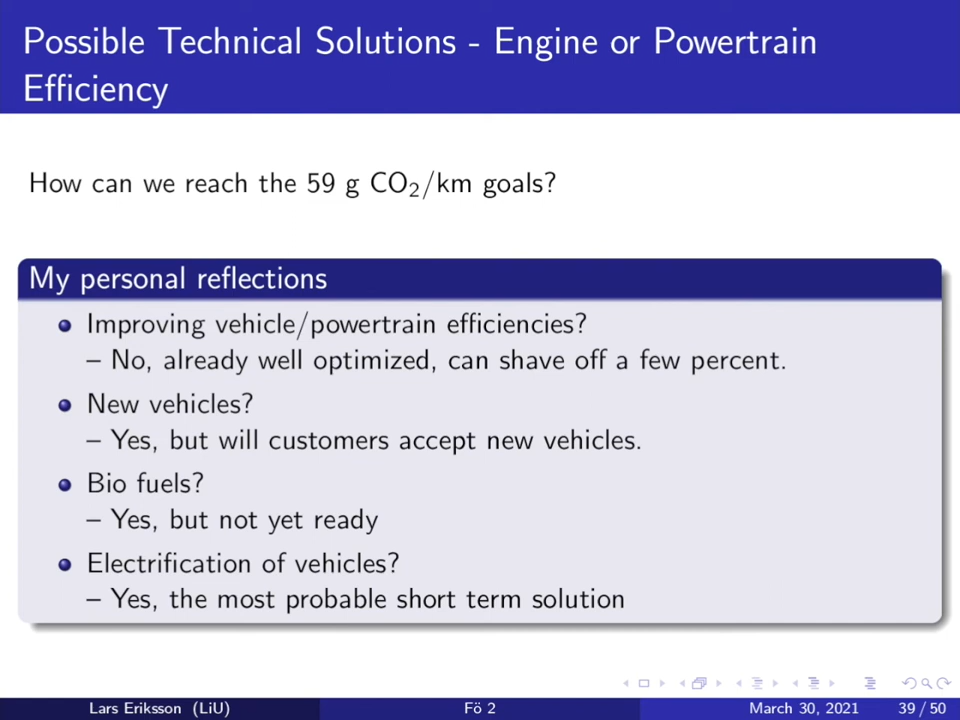 Possible Technical Solutions - Engine or Powertrain
Efficiency
How can we reach the 59 g CO₂/km goals?
My personal reflections
Improving vehicle/powertrain efficiencies?
– No, already well optimized, can shave off a few percent.
New vehicles?
– Yes, but will customers accept new vehicles.
Bio fuels?
– Yes, but not yet ready
Electrification of vehicles?
– Yes, the most probable short term solution
Lars Eriksson (LiU) Fö 2 March 30, 2021 39 / 50